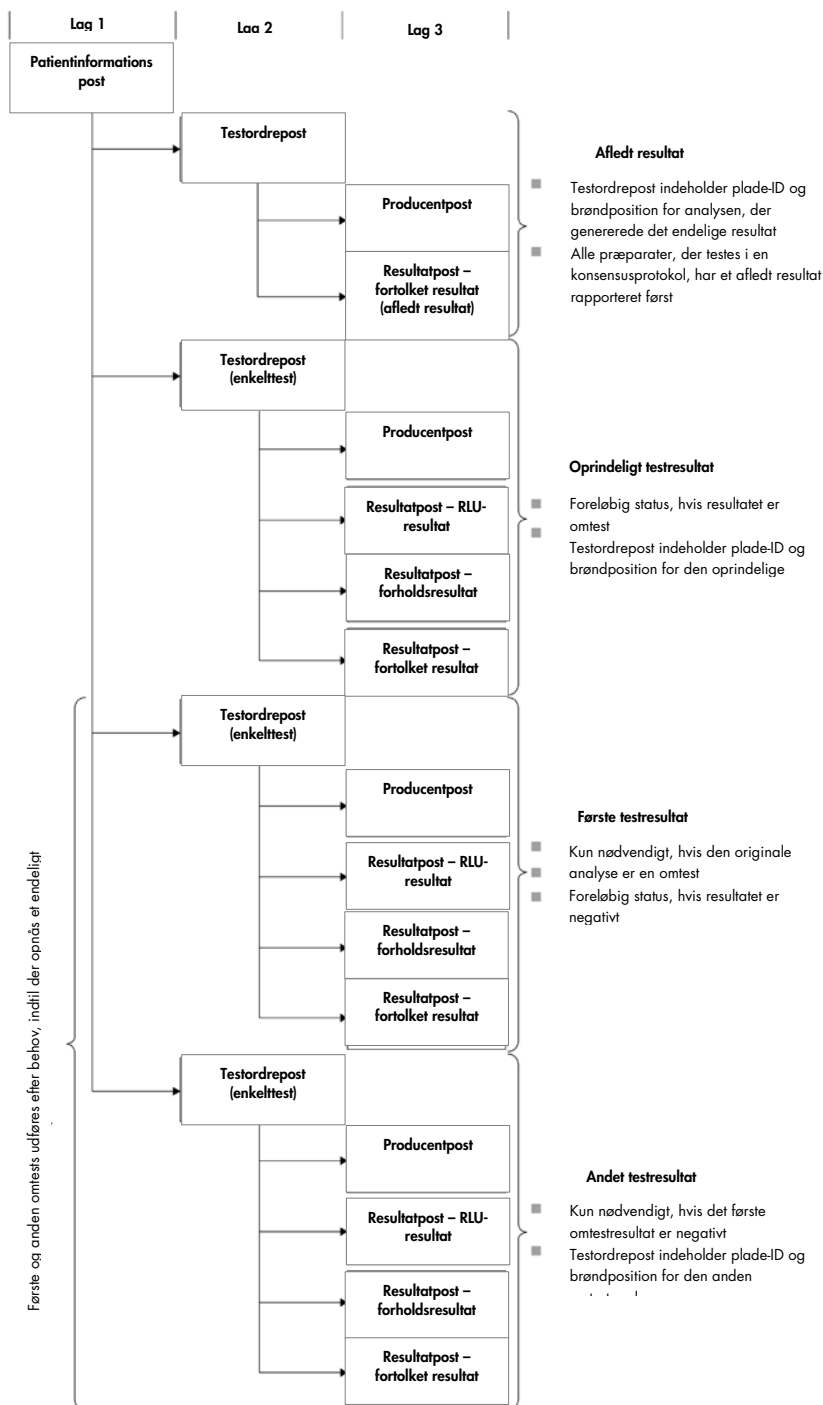 Lag 1
Laa 2
Lag 3
Patientinformations
post
Testordrepost
Producentpost
Resultatpost –
fortolket resultat
(afledt resultat)
Afledt resultat
Testordrepost indeholder plade-ID og
brøndposition for analysen, der
genererede det endelige resultat
Alle præparater, der testes i en
konsensusprotokol, har et afledt resultat
rapporteret først
Testordrepost
(enkelttest)
Producentpost
Resultatpost – RLU-
resultat
Resultatpost –
forholdsresultat
Resultatpost –
fortolket resultat
Oprindeligt testresultat
Foreløbig status, hvis resultatet er
omtest
Testordrepost indeholder plade-ID og
brøndposition for den oprindelige
Første og anden omtests udføres efter behov, indtil der opnås et endeligt
Testordrepost
(enkelttest)
Producentpost
Resultatpost – RLU-
resultat
Resultatpost –
forholdsresultat
Resultatpost –
fortolket resultat
Første testresultat
Kun nødvendigt, hvis den originale
analyse er en omtest
Foreløbig status, hvis resultatet er
negativt
Testordrepost
(enkelttest)
Producentpost
Resultatpost – RLU-
resultat
Resultatpost –
forholdsresultat
Resultatpost –
fortolket resultat
Andet testresultat
Kun nødvendigt, hvis det første
omtestresultat er negativt
Testordrepost indeholder plade-ID og
brøndposition for den anden